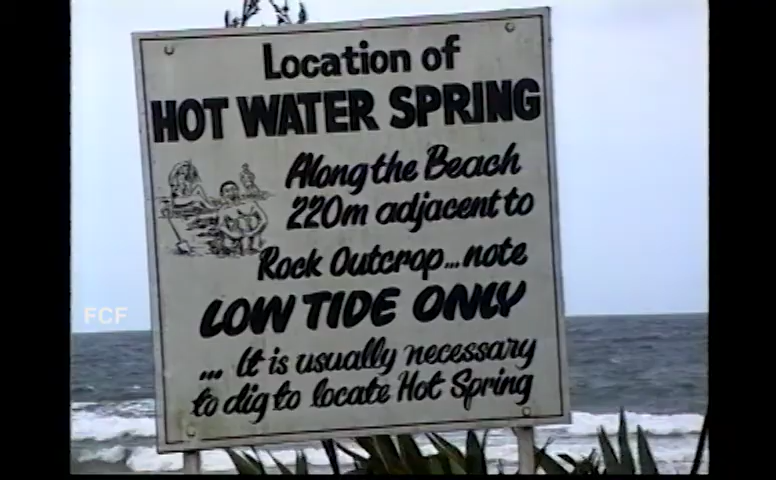 Location of
HOT WATER SPRING
Along the Beach
220m adjacent to
Rock Outcrop...note
LOW TIDE ONLY
... It is usually necessary
to dig to locate Hot Spring
FCF